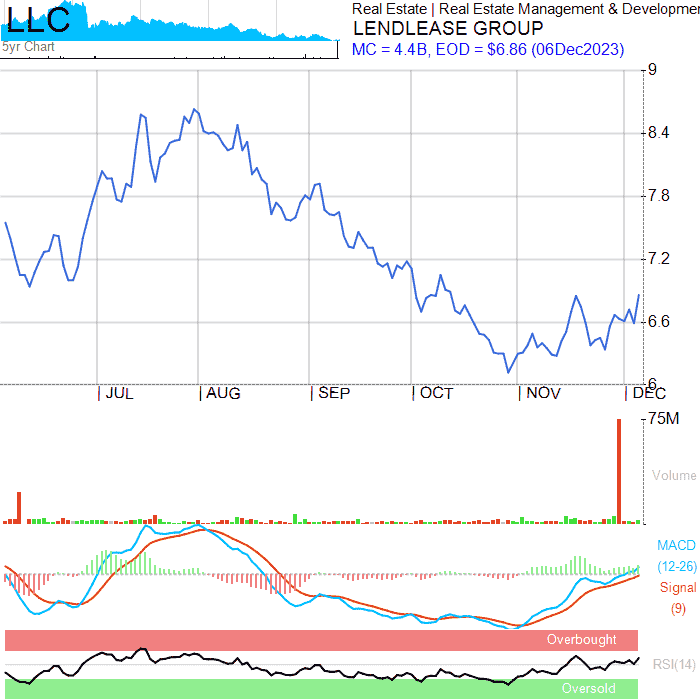 LLC
5yr Chart
Real Estate | Real Estate Management & Developmen
LENDLEASE GROUP
MC = 4.4B, EOD = $6.86 (06Dec2023)
9
8.4
7.8
7.2
6.6
6
| JUL | AUG | SEP | OCT | NOV | DEC
75M
Volume
MACD
(12-26)
Signal
(9)
Overbought
RSI(14)
Oversold